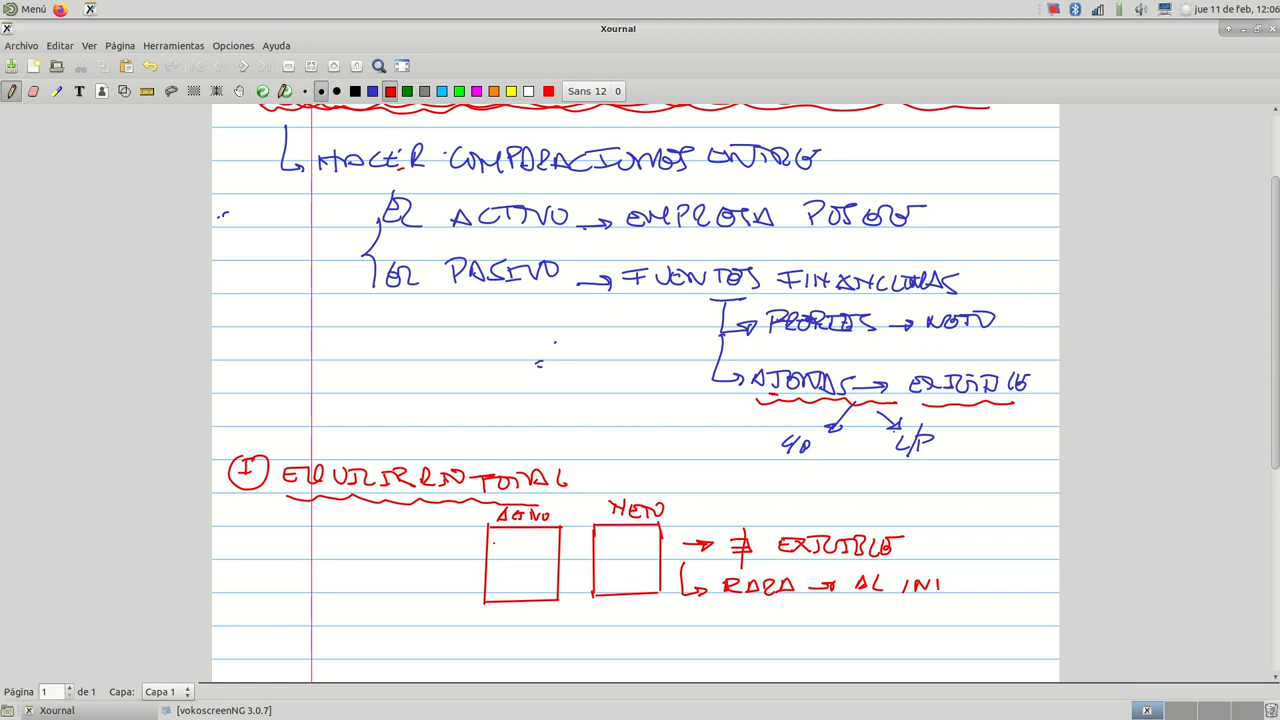 Menú
jue 11 de feb, 12:06
Xournal
Archivo Editar Ver Página Herramientas Opciones Ayuda
Sans 12 0
HACER COMPARACIONES ENTRE
EL ACTIVO → EMPRESA POSEE
EL PASIVO → FUENTES FINANCIERAS
PROPIAS → NETO
AJENAS → EXIGIBLE
C/P L/P
I EQUILIBRIO TOTAL
ACTIVO NETO
→ ∄ EXIGIBLE
RARA → AL INI
Página 1 de 1 Capa: Capa 1
Xournal [vokoscreenNG 3.0.7]